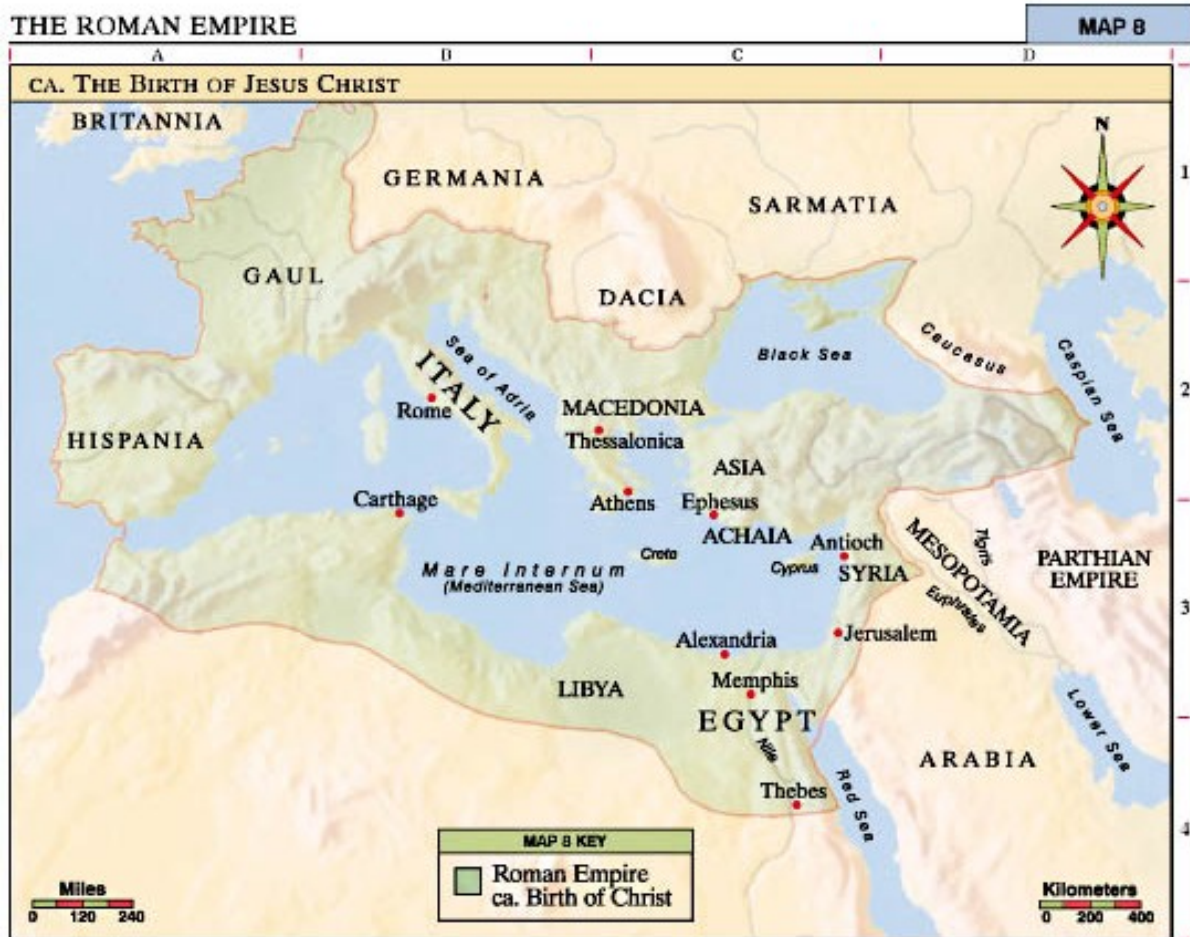 THE ROMAN EMPIRE
MAP 8
A
B
C
D
CA. THE BIRTH OF JESUS CHRIST
BRITANNIA
N
GERMANIA
1
SARMATIA
GAUL
DACIA
Caucasus
Caspian Sea
Black Sea
Sea of Adria
ITALY
2
Rome
MACEDONIA
HISPANIA
Thessalonica
ASIA
Carthage
Athens
Ephesus
ACHAIA
Antioch
MESOPOTAMIA
Tigris
PARTHIAN
EMPIRE
Crete
Cyprus
SYRIA
Mare Internum
(Mediterranean Sea)
Euphrates
3
Alexandria
Jerusalem
Memphis
LIBYA
EGYPT
Nile
Lower Sea
ARABIA
Red Sea
Thebes
4
MAP 8 KEY
Roman Empire
ca. Birth of Christ
Miles
0 120 240
Kilometers
0 200 400